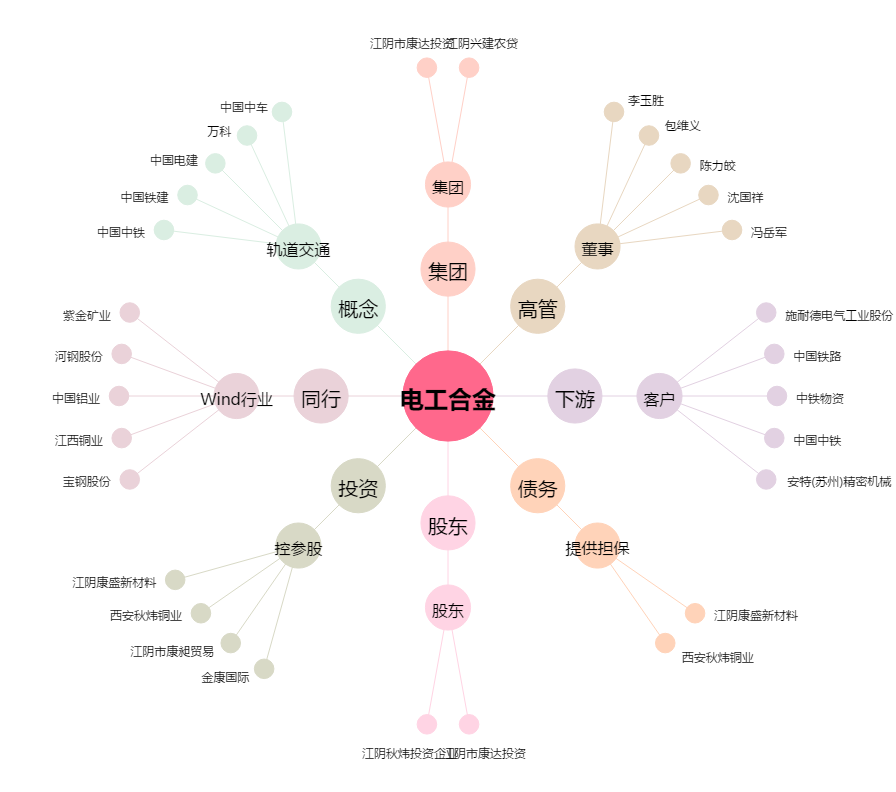 江阴市康达投资
江阴兴建农贷
集团
集团
中国中车
万科
中国电建
中国铁建
中国中铁
轨道交通
概念
李玉胜
包维义
陈力皎
沈国祥
冯岳军
董事
高管
紫金矿业
河钢股份
中国铝业
江西铜业
宝钢股份
Wind行业
同行
电工合金
下游
客户
施耐德电气工业股份
中国铁路
中铁物资
中国中铁
安特(苏州)精密机械
投资
控参股
江阴康盛新材料
西安秋炜铜业
江阴市康昶贸易
金康国际
股东
股东
江阴秋炜投资企业
江阴市康达投资
债务
提供担保
江阴康盛新材料
西安秋炜铜业